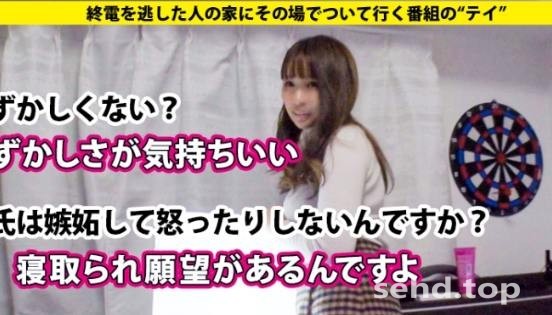 終電を逃した人の家にその場でついて行く番組の“テイ”
ずかしくない？
ずかしさが気持ちいい
氏は嫉妬して怒ったりしないんですか？
寝取られ願望があるんですよ
sehd.top